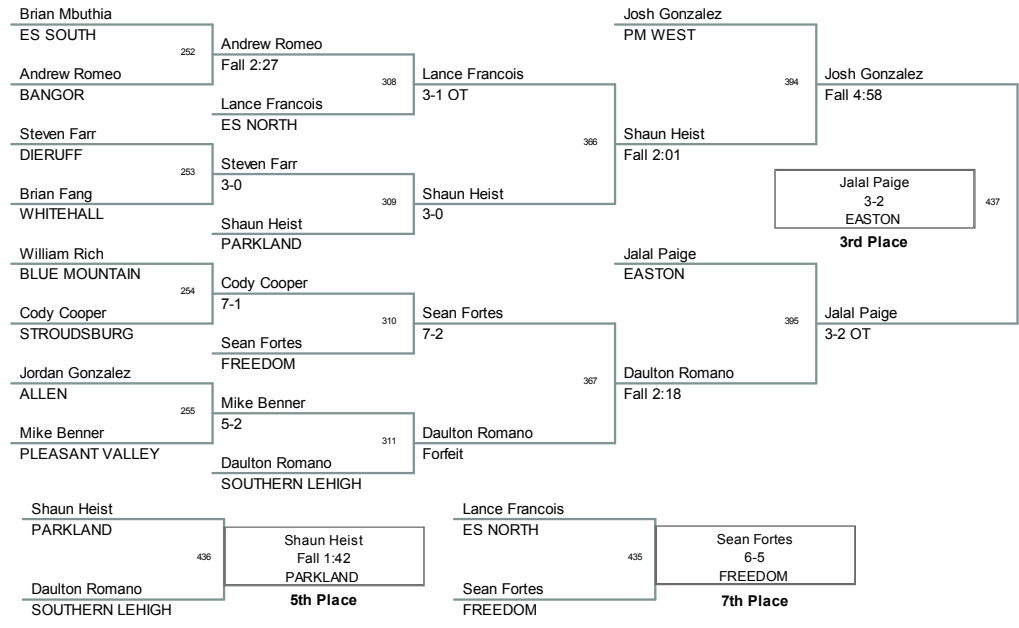 Brian Mbuthia
ES SOUTH
252
Andrew Romeo
BANGOR
Steven Farr
DIERUFF
253
Brian Fang
WHITEHALL
William Rich
BLUE MOUNTAIN
254
Cody Cooper
STROUDSBURG
Jordan Gonzalez
ALLEN
255
Mike Benner
PLEASANT VALLEY
Andrew Romeo
Fall 2:27
308
Lance Francois
ES NORTH
Steven Farr
3-0
309
Shaun Heist
PARKLAND
Cody Cooper
7-1
310
Sean Fortes
FREEDOM
Mike Benner
5-2
311
Daulton Romano
SOUTHERN LEHIGH
Lance Francois
3-1 OT
366
Shaun Heist
3-0
Sean Fortes
7-2
367
Daulton Romano
Forfeit
Josh Gonzalez
PM WEST
394
Shaun Heist
Fall 2:01
Jalal Paige
EASTON
395
Daulton Romano
Fall 2:18
Josh Gonzalez
Fall 4:58
Jalal Paige
3-2
EASTON
437
3rd Place
Jalal Paige
3-2 OT
Shaun Heist
PARKLAND
436
Daulton Romano
SOUTHERN LEHIGH
Shaun Heist
Fall 1:42
PARKLAND
5th Place
Lance Francois
ES NORTH
435
Sean Fortes
FREEDOM
Sean Fortes
6-5
FREEDOM
7th Place